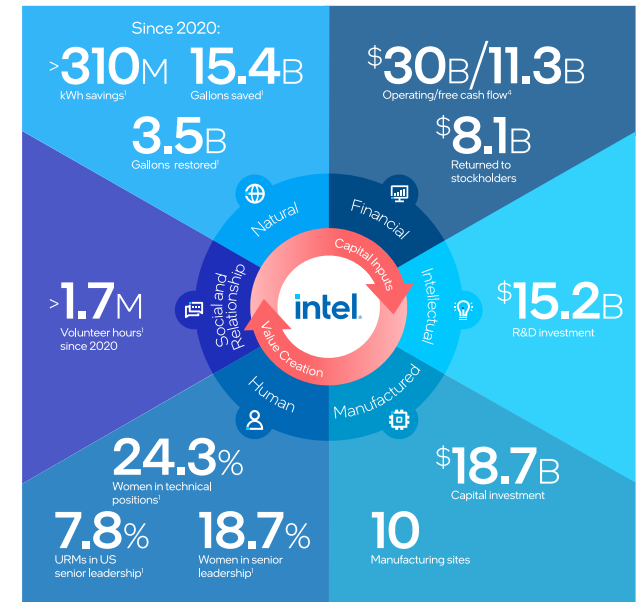 Since 2020:
>310M 15.4B
kWh savings¹ Gallons saved¹
3.5B
Gallons restored¹
$30B/11.3B
Operating/free cash flow⁴
$8.1B
Returned to
stockholders
Natural
Financial
>1.7M
Volunteer hours¹
since 2020
Social and
Relationship
Capital Inputs
intel.
Value Creation
Intellectual
$15.2B
R&D investment
Human
Manufactured
24.3%
Women in technical
positions¹
7.8% 18.7%
URMs in US Women in senior
senior leadership¹ leadership¹
$18.7B
Capital investment
10
Manufacturing sites